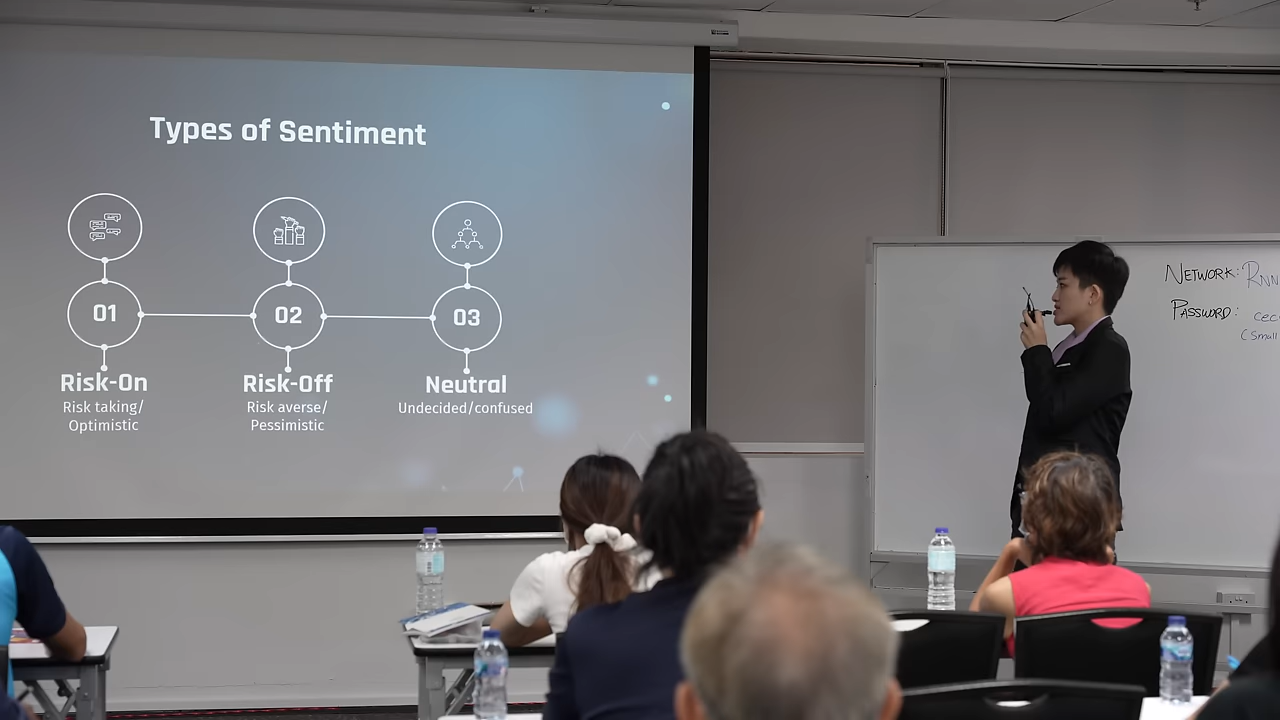 Types of Sentiment
01
02
03
Risk-On
Risk taking/
Optimistic
Risk-Off
Risk averse/
Pessimistic
Neutral
Undecided/confused
NETWORK:
PASSWORD:
(small